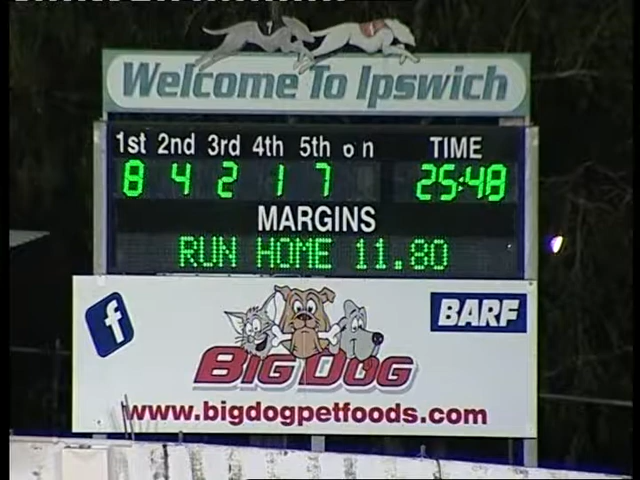 Welcome To Ipswich
1st 2nd 3rd 4th 5th on TIME
8 4 2 1 7 25:48
MARGINS
RUN HOME 11.80
f
BARF
BIG DOG
www.bigdogpetfoods.com